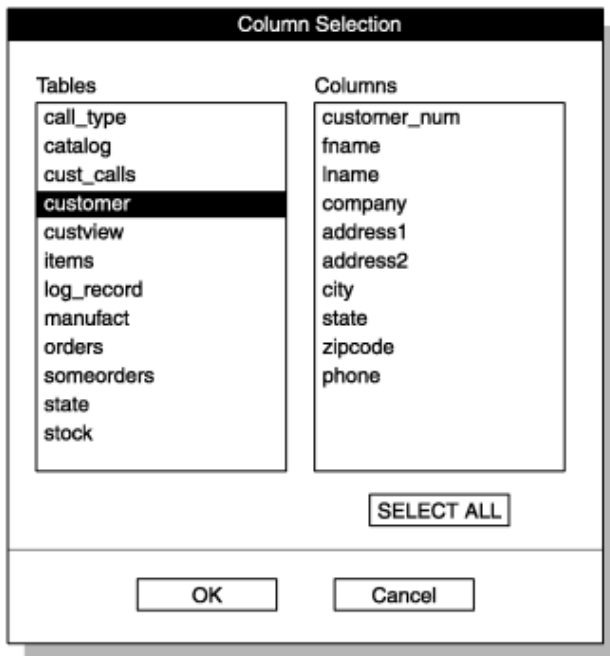 Column Selection
Tables
call_type
catalog
cust_calls
customer
custview
items
log_record
manufact
orders
someorders
state
stock
Columns
customer_num
fname
lname
company
address1
address2
city
state
zipcode
phone
SELECT ALL
OK
Cancel